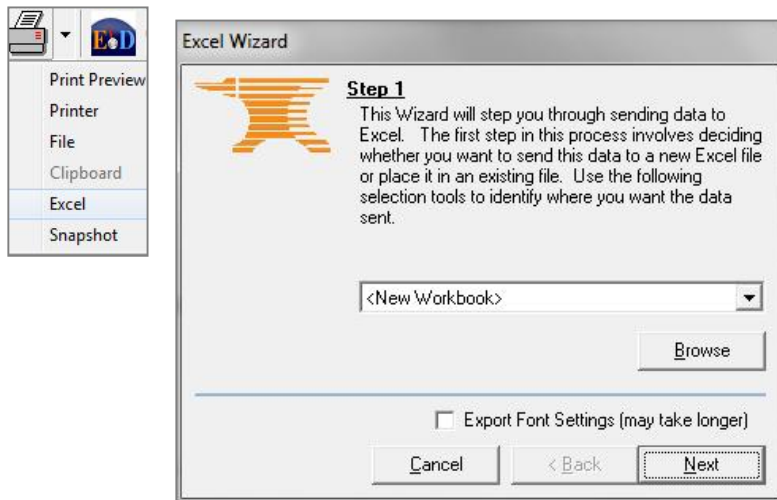 E&D
Print Preview
Printer
File
Clipboard
Excel
Snapshot
Excel Wizard
Step 1
This Wizard will step you through sending data to
Excel. The first step in this process involves deciding
whether you want to send this data to a new Excel file
or place it in an existing file. Use the following
selection tools to identify where you want the data
sent.
<New Workbook>
Browse
Export Font Settings (may take longer)
Cancel
< Back
Next